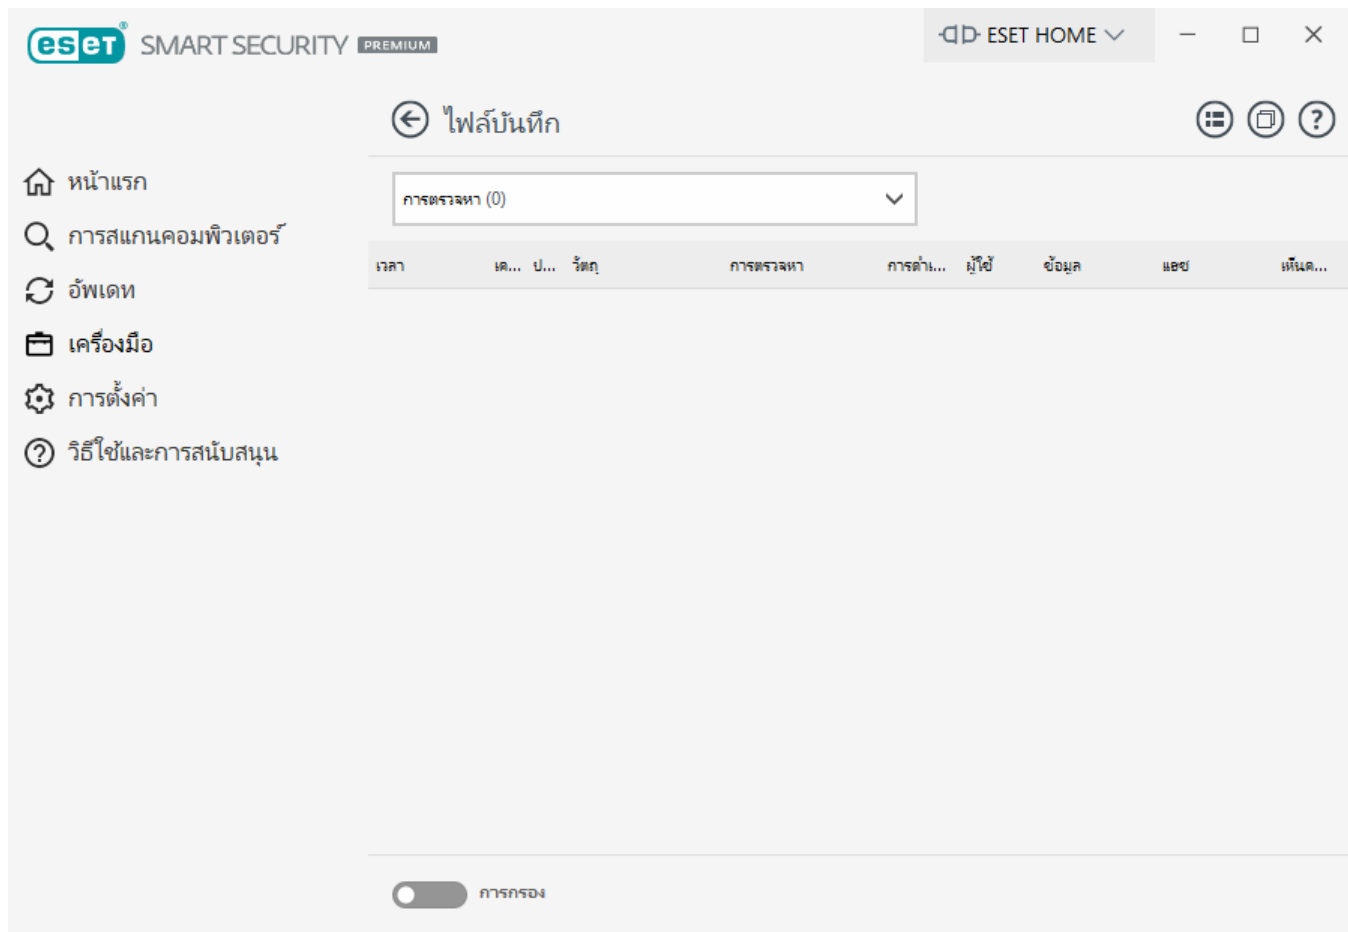 eset® SMART SECURITY PREMIUM
ESET HOME
ไฟล์บันทึก
หน้าแรก
การสแกนคอมพิวเตอร์
อัพเดท
เครื่องมือ
การตั้งค่า
วิธีใช้และการสนับสนุน
การตรวจหา (0)
เวลา เค... ป... วัตถุ การตรวจหา การดำเ... ผู้ใช้ ข้อมูล แฮช เห็นค...
การกรอง